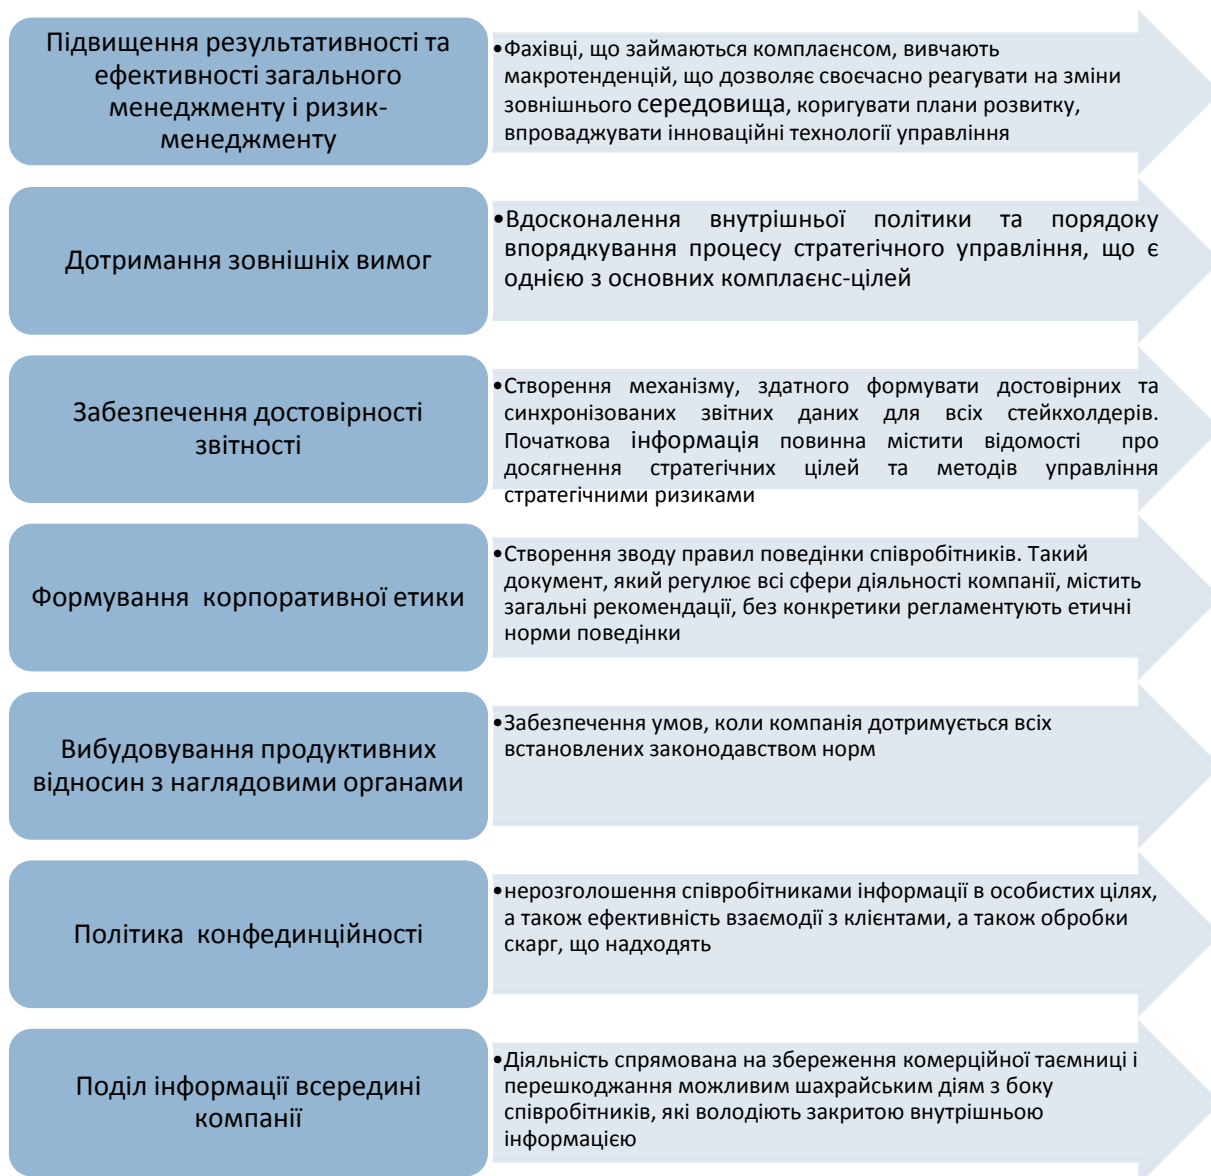 Підвищення результативності та
ефективності загального
менеджменту і ризик-
менеджменту
•Фахівці, що займаються комплаєнсом, вивчають
макротенденцій, що дозволяє своєчасно реагувати на зміни
зовнішнього середовища, коригувати плани розвитку,
впроваджувати інноваційні технології управління
Дотримання зовнішніх вимог
•Вдосконалення внутрішньої політики та порядоку
впорядкування процесу стратегічного управління, що є
однією з основних комплаєнс-цілей
Забезпечення достовірності
звітності
•Створення механізму, здатного формувати достовірних та
синхронізованих звітних даних для всіх стейкхолдерів.
Початкова інформація повинна містити відомості про
досягнення стратегічних цілей та методів управління
стратегічними ризиками
Формування корпоративної етики
•Створення зводу правил поведінки співробітників. Такий
документ, який регулює всі сфери діяльності компанії, містить
загальні рекомендації, без конкретики регламентують етичні
норми поведінки
Вибудовування продуктивних
відносин з наглядовими органами
•Забезпечення умов, коли компанія дотримується всіх
встановлених законодавством норм
Політика конфединційності
•нерозголошення співробітниками інформації в особистих цілях,
а також ефективність взаємодії з клієнтами, а також обробки
скарг, що надходять
Поділ інформації всередині
компанії
•Діяльність спрямована на збереження комерційної таємниці і
перешкоджання можливим шахрайським діям з боку
співробітників, які володіють закритою внутрішньою
інформацією